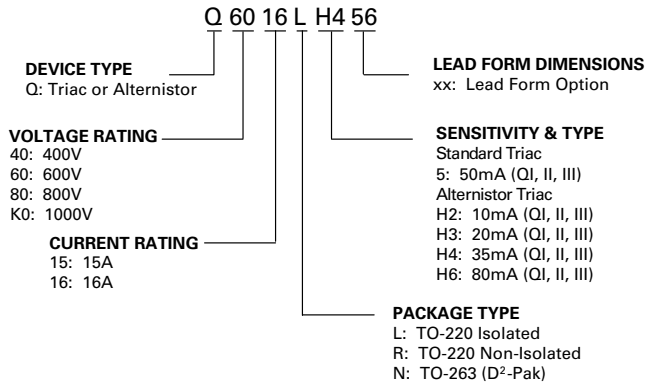 Q 60 16 L H4 56
DEVICE TYPE
Q: Triac or Alternistor
VOLTAGE RATING
40: 400V
60: 600V
80: 800V
K0: 1000V
CURRENT RATING
15: 15A
16: 16A
LEAD FORM DIMENSIONS
xx: Lead Form Option
SENSITIVITY & TYPE
Standard Triac
5: 50mA (QI, II, III)
Alternistor Triac
H2: 10mA (QI, II, III)
H3: 20mA (QI, II, III)
H4: 35mA (QI, II, III)
H6: 80mA (QI, II, III)
PACKAGE TYPE
L: TO-220 Isolated
R: TO-220 Non-Isolated
N: TO-263 (D²-Pak)